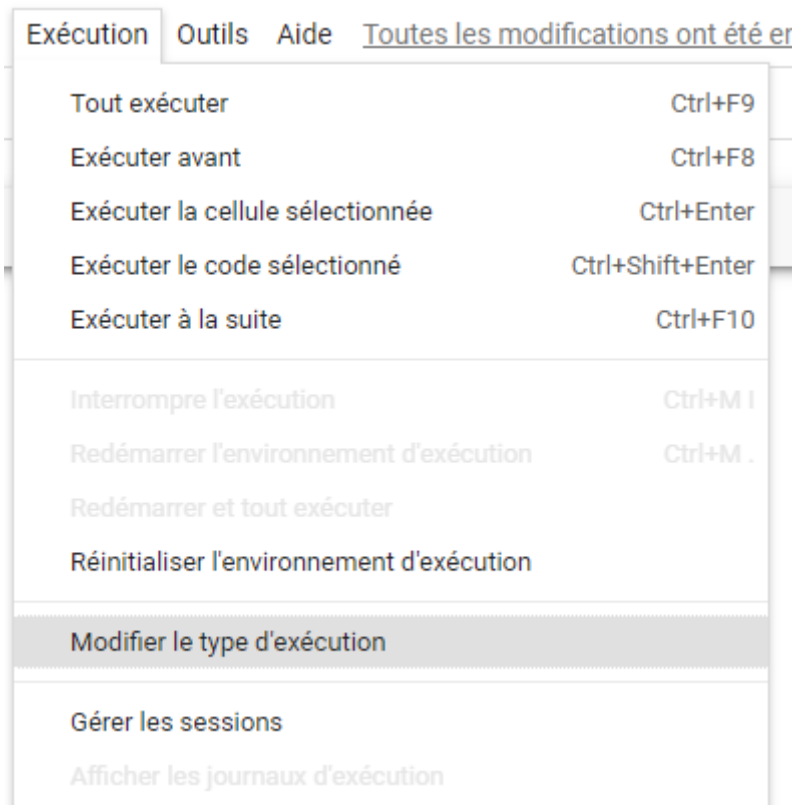 Exécution Outils Aide Toutes les modifications ont été en
Tout exécuter Ctrl+F9
Exécuter avant Ctrl+F8
Exécuter la cellule sélectionnée Ctrl+Enter
Exécuter le code sélectionné Ctrl+Shift+Enter
Exécuter à la suite Ctrl+F10
Interrompre l'exécution Ctrl+M I
Redémarrer l'environnement d'exécution Ctrl+M .
Redémarrer et tout exécuter
Réinitialiser l'environnement d'exécution
Modifier le type d'exécution
Gérer les sessions
Afficher les journaux d'exécution